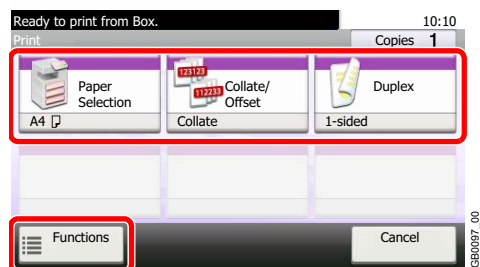 Ready to print from Box.
10:10
Print
Copies 1
123123
112233
Paper
Selection
Collate/
Offset
Duplex
A4
Collate
1-sided
Functions
Cancel
GB0097_00